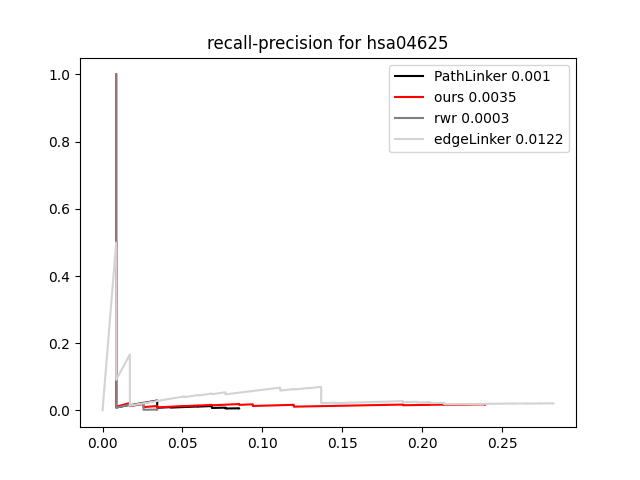 recall-precision for hsa04625
PathLinker 0.001
ours 0.0035
rwr 0.0003
edgeLinker 0.0122
1.0
0.8
0.6
0.4
0.2
0.0
0.00 0.05 0.10 0.15 0.20 0.25